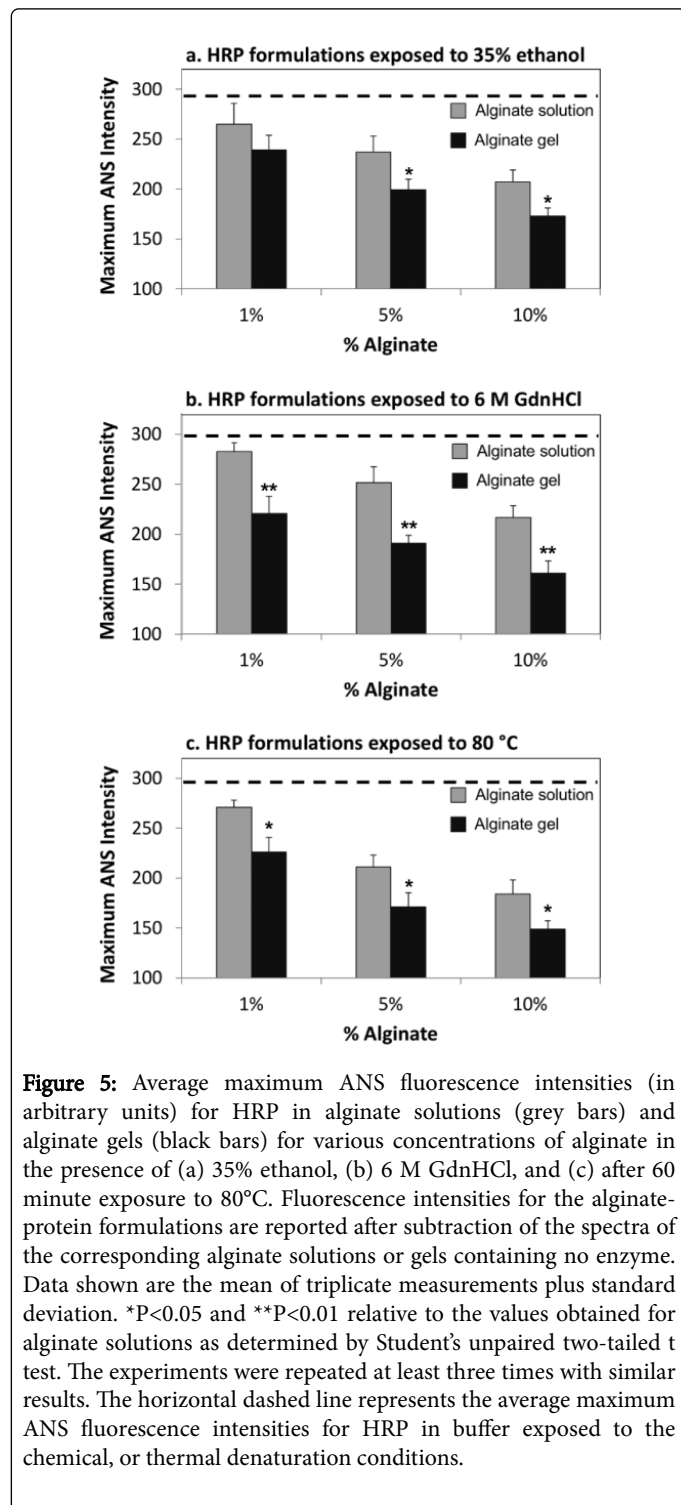 a. HRP formulations exposed to 35% ethanol
300
250
200
150
100
Maximum ANS Intensity
Alginate solution
Alginate gel
*
*
1%
5%
10%
% Alginate
b. HRP formulations exposed to 6 M GdnHCl
300
250
200
150
100
Maximum ANS Intensity
Alginate solution
Alginate gel
**
**
**
1%
5%
10%
% Alginate
c. HRP formulations exposed to 80 °C
300
250
200
150
100
Maximum ANS Intensity
Alginate solution
Alginate gel
*
*
*
1%
5%
10%
% Alginate
Figure 5: Average maximum ANS fluorescence intensities (in
arbitrary units) for HRP in alginate solutions (grey bars) and
alginate gels (black bars) for various concentrations of alginate in
the presence of (a) 35% ethanol, (b) 6 M GdnHCl, and (c) after 60
minute exposure to 80°C. Fluorescence intensities for the alginate-
protein formulations are reported after subtraction of the spectra of
the corresponding alginate solutions or gels containing no enzyme.
Data shown are the mean of triplicate measurements plus standard
deviation. *P<0.05 and **P<0.01 relative to the values obtained for
alginate solutions as determined by Student's unpaired two-tailed t
test. The experiments were repeated at least three times with similar
results. The horizontal dashed line represents the average maximum
ANS fluorescence intensities for HRP in buffer exposed to the
chemical, or thermal denaturation conditions.